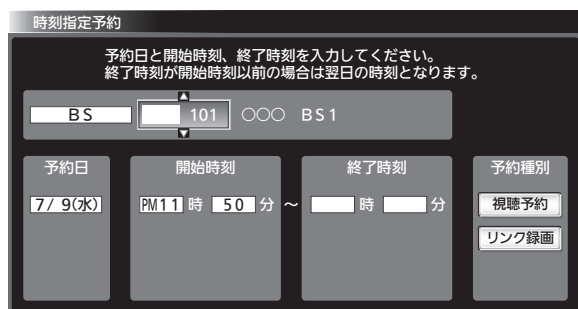 時刻指定予約
予約日と開始時刻、終了時刻を入力してください。
終了時刻が開始時刻以前の場合は翌日の時刻となります。
BS 101 ○○○ BS1
予約日 開始時刻 終了時刻 予約種別
7/ 9(水) PM11 時 50 分 ～ 時 分 視聴予約
リンク録画